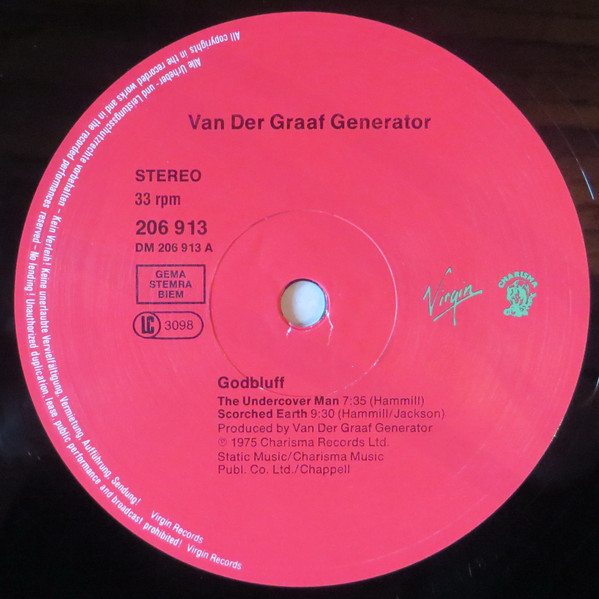 Van Der Graaf Generator
STEREO
33 rpm
206 913
DM 206 913 A
GEMA
STEMRA
BIEM
LC 3098
Virgin
CHARISMA
Godbluff
The Undercover Man 7:35 (Hammill)
Scorched Earth 9:30 (Hammill/Jackson)
Produced by Van Der Graaf Generator
℗ 1975 Charisma Records Ltd.
Static Music/Charisma Music
Publ. Co. Ltd./Chappell
Alle Urheber- und Leistungsschutzrechte vorbehalten – Kein Verleih! Keine unerlaubte Vervielfältigung, Vermietung, Aufführung, Sendung! Virgin Records
All copyrights in the recorded works and in the recorded performances reserved – No lending! Unauthorized duplication, lease, public performance and broadcast prohibited! Virgin Records